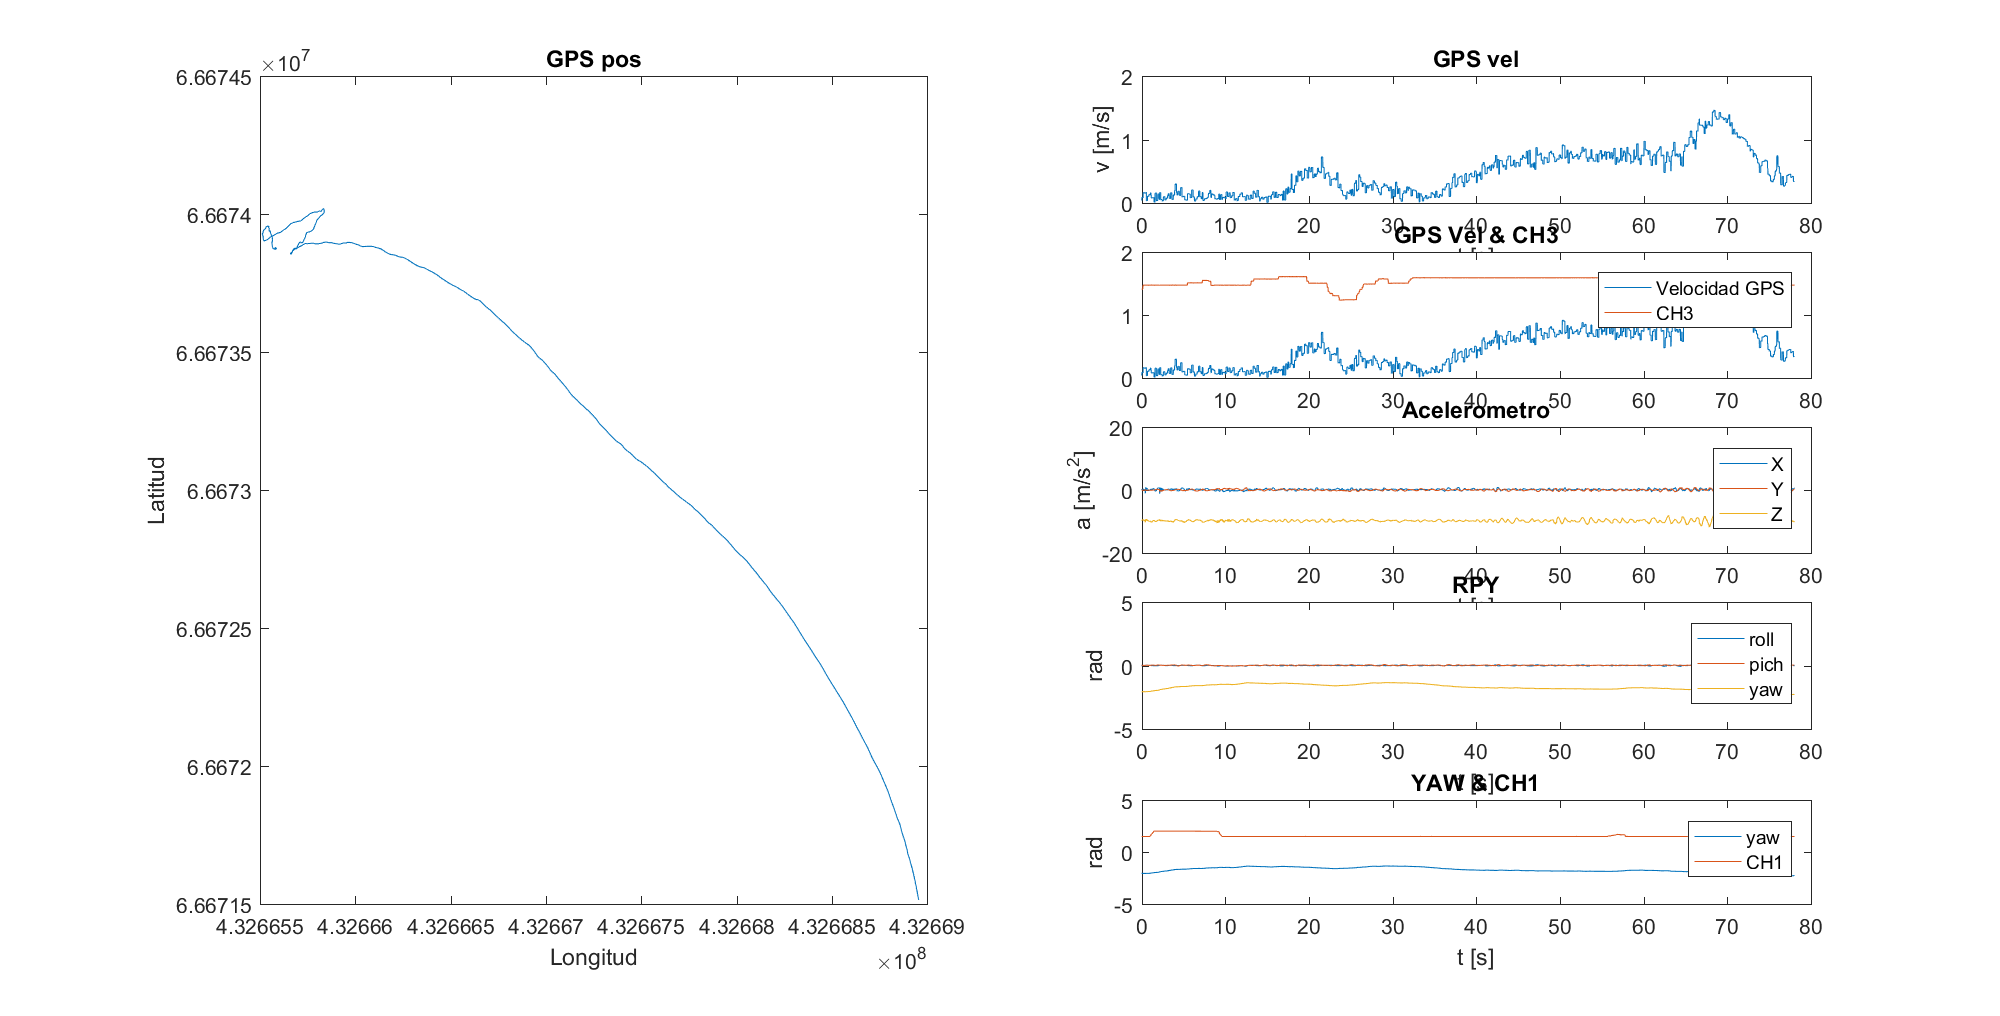 GPS pos
×10^7
6.66745
6.6674
6.66735
6.6673
6.66725
6.6672
6.66715
Latitud
4.326655 4.32666 4.326665 4.32667 4.326675 4.32668 4.326685 4.32669
Longitud
×10^8
GPS vel
2
1
0
v [m/s]
0 10 20 30 40 50 60 70 80
t [s]
GPS Vel & CH3
2
1
0
Velocidad GPS
CH3
0 10 20 30 40 50 60 70 80
Acelerometro
20
0
-20
a [m/s^2]
X
Y
Z
0 10 20 30 40 50 60 70 80
t [s]
RPY
5
0
-5
rad
roll
pich
yaw
0 10 20 30 40 50 60 70 80
t [s]
YAW & CH1
5
0
-5
rad
yaw
CH1
0 10 20 30 40 50 60 70 80
t [s]